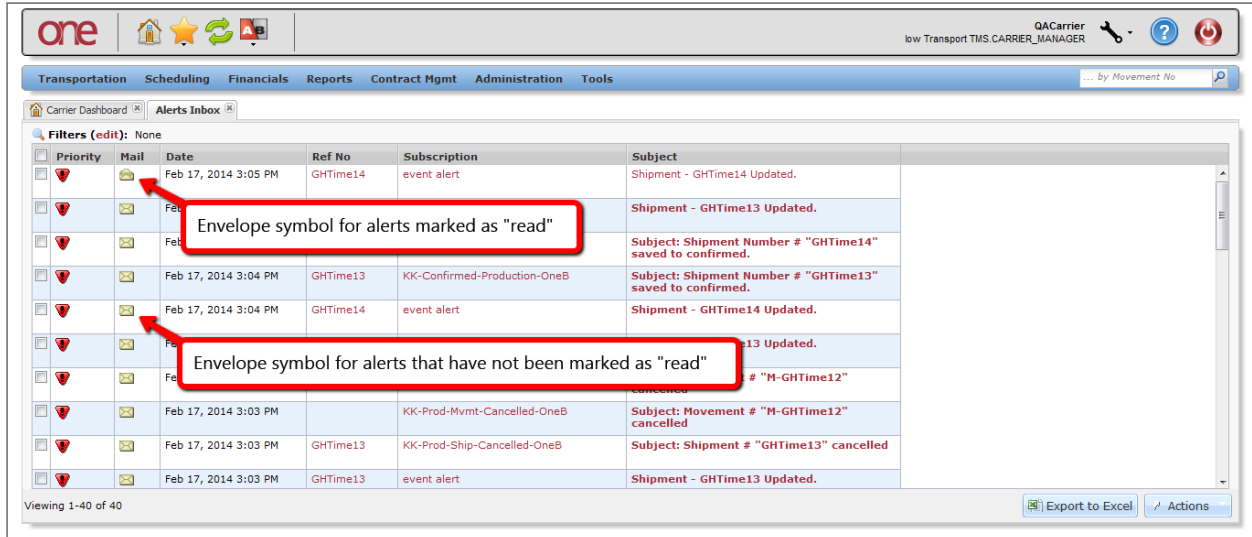 one
A B
QACarrier
low Transport TMS.CARRIER_MANAGER
?
Transportation Scheduling Financials Reports Contract Mgmt Administration Tools
... by Movement No
Carrier Dashboard Alerts Inbox
Filters (edit): None
Priority Mail Date Ref No Subscription Subject
Feb 17, 2014 3:05 PM GHTime14 event alert Shipment - GHTime14 Updated.
Shipment - GHTime13 Updated.
Envelope symbol for alerts marked as "read"
Feb Subject: Shipment Number # "GHTime14"
saved to confirmed.
Feb 17, 2014 3:04 PM GHTime13 KK-Confirmed-Production-OneB Subject: Shipment Number # "GHTime13"
saved to confirmed.
Feb 17, 2014 3:04 PM GHTime14 event alert Shipment - GHTime14 Updated.
e13 Updated.
Envelope symbol for alerts that have not been marked as "read"
# "M-GHTime12"
cancelled
Feb 17, 2014 3:03 PM KK-Prod-Mvmt-Cancelled-OneB Subject: Movement # "M-GHTime12"
cancelled
Feb 17, 2014 3:03 PM GHTime13 KK-Prod-Ship-Cancelled-OneB Subject: Shipment # "GHTime13" cancelled
Feb 17, 2014 3:03 PM GHTime13 event alert Shipment - GHTime13 Updated.
Viewing 1-40 of 40 Export to Excel Actions